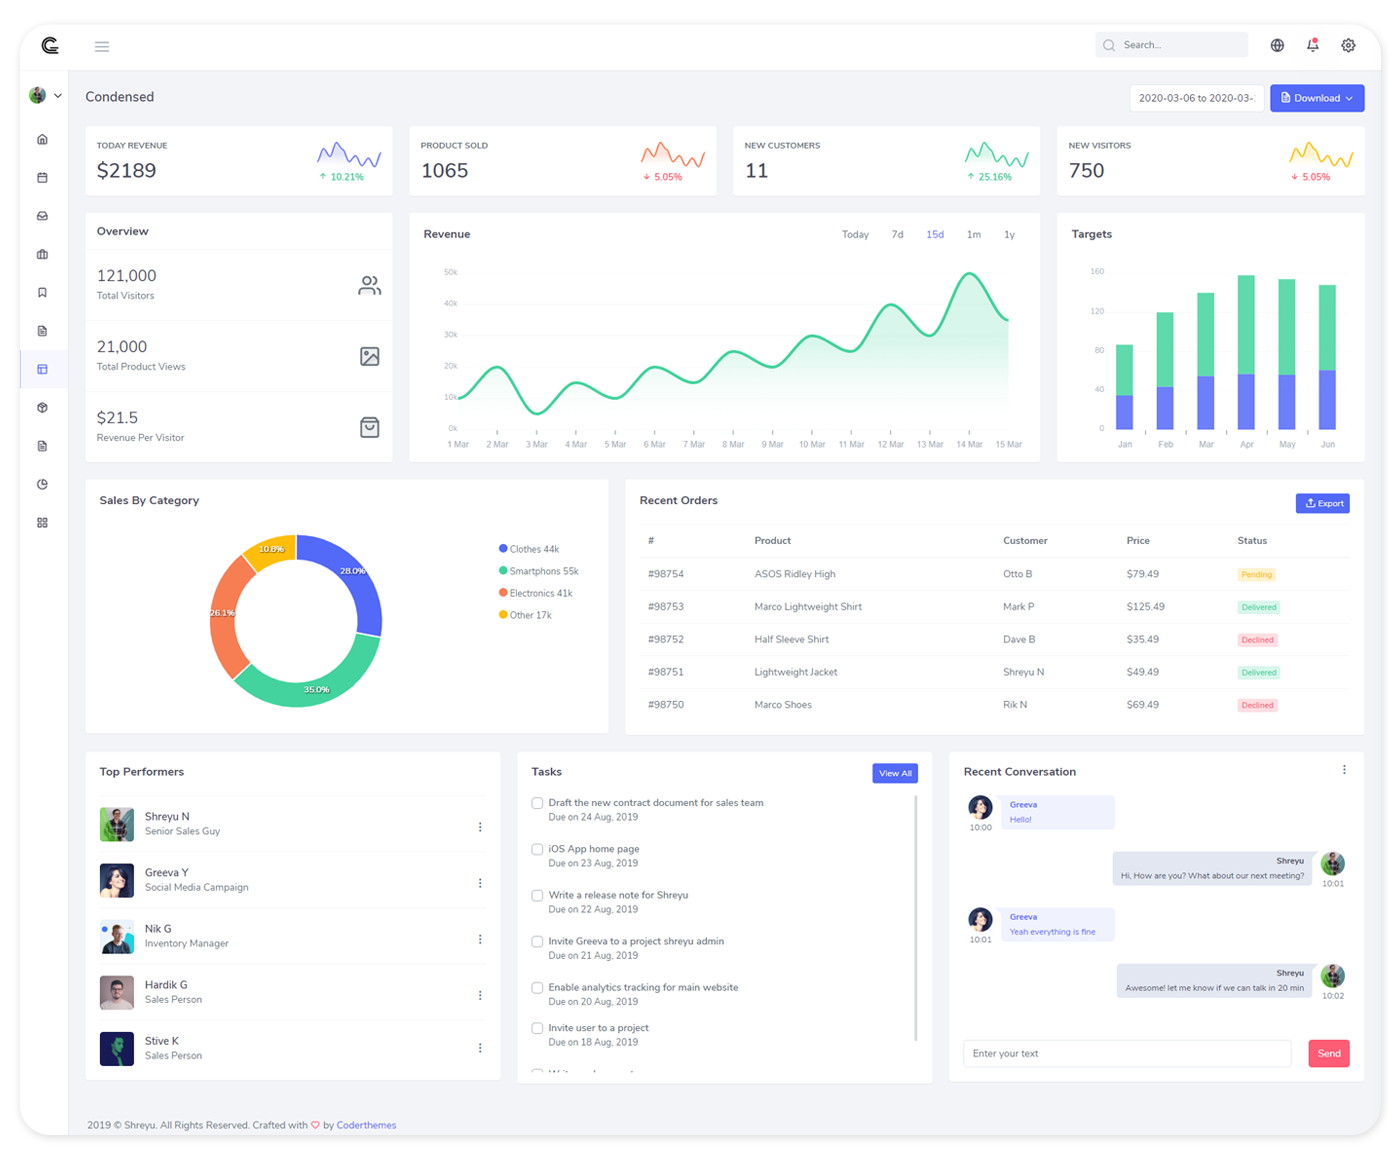 Search...
Condensed
2020-03-06 to 2020-03-
Download
TODAY REVENUE
$2189
10.21%
PRODUCT SOLD
1065
5.05%
NEW CUSTOMERS
11
25.16%
NEW VISITORS
750
5.05%
Overview
121,000
Total Visitors
21,000
Total Product Views
$21.5
Revenue Per Visitor
Revenue
Today 7d 15d 1m 1y
50k
40k
30k
20k
10k
0k
1 Mar 2 Mar 3 Mar 4 Mar 5 Mar 6 Mar 7 Mar 8 Mar 9 Mar 10 Mar 11 Mar 12 Mar 13 Mar 14 Mar 15 Mar
Targets
160
120
80
40
0
Jan Feb Mar Apr May Jun
Sales By Category
10.8%
28.0%
26.1%
35.0%
Clothes 44k
Smartphons 55k
Electronics 41k
Other 17k
Recent Orders
Export
# Product Customer Price Status
#98754 ASOS Ridley High Otto B $79.49 Pending
#98753 Marco Lightweight Shirt Mark P $125.49 Delivered
#98752 Half Sleeve Shirt Dave B $35.49 Declined
#98751 Lightweight Jacket Shreyu N $49.49 Delivered
#98750 Marco Shoes Rik N $69.49 Declined
Top Performers
Shreyu N
Senior Sales Guy
Greeva Y
Social Media Campaign
Nik G
Inventory Manager
Hardik G
Sales Person
Stive K
Sales Person
Tasks
View All
Draft the new contract document for sales team
Due on 24 Aug, 2019
iOS App home page
Due on 23 Aug, 2019
Write a release note for Shreyu
Due on 22 Aug, 2019
Invite Greeva to a project shreyu admin
Due on 21 Aug, 2019
Enable analytics tracking for main website
Due on 20 Aug, 2019
Invite user to a project
Due on 18 Aug, 2019
Recent Conversation
Greeva
Hello!
10:00
Shreyu
Hi, How are you? What about our next meeting?
10:01
Greeva
Yeah everything is fine
10:01
Shreyu
Awesome! let me know if we can talk in 20 min
10:02
Enter your text
Send
2019 © Shreyu. All Rights Reserved. Crafted with by Coderthemes